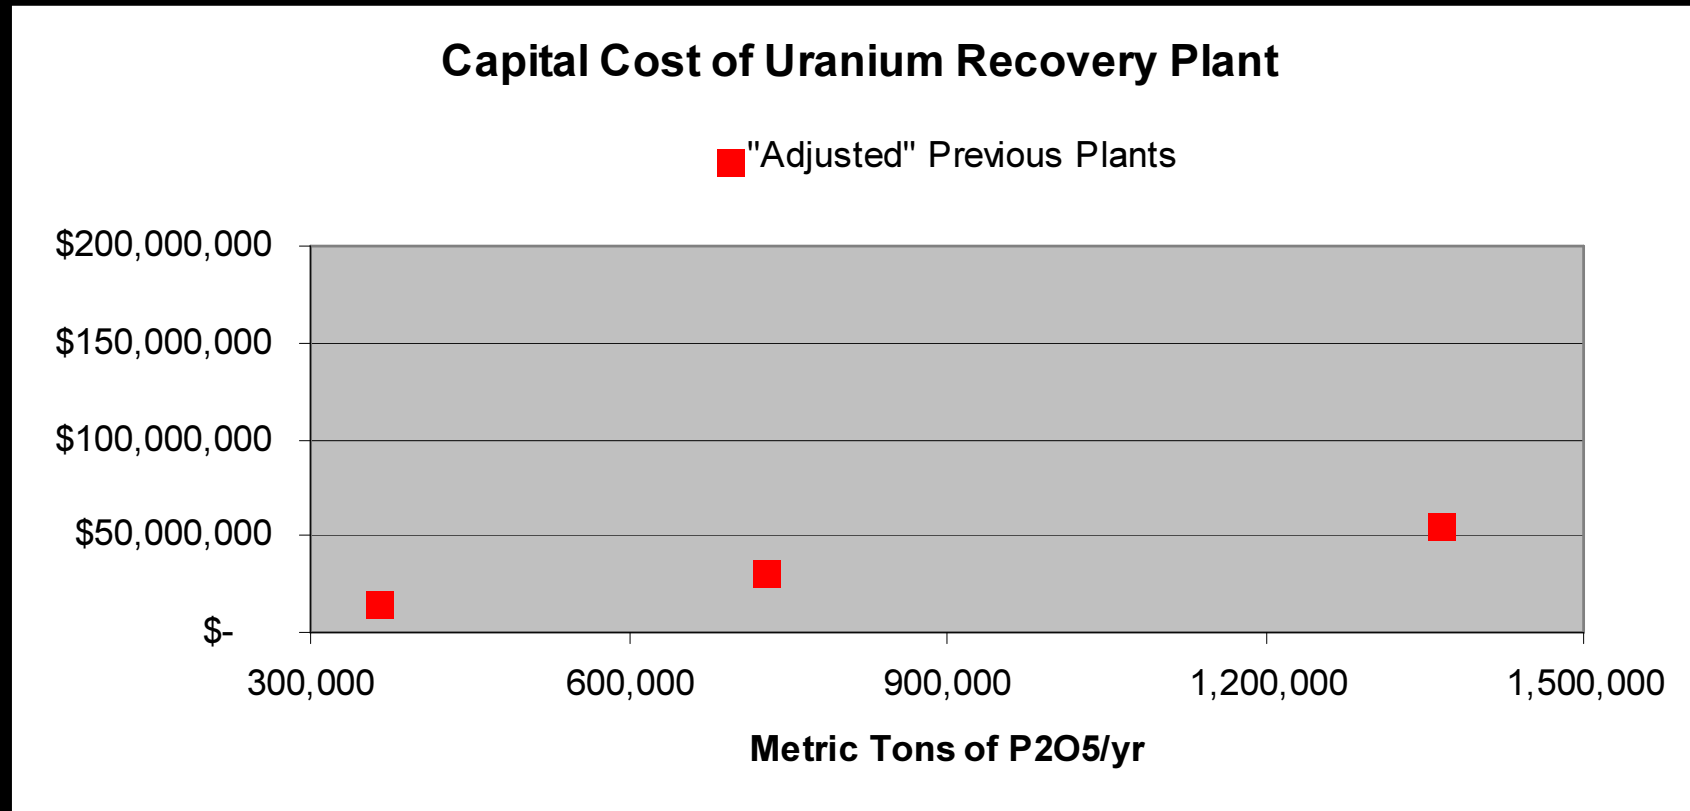 Capital Cost of Uranium Recovery Plant
"Adjusted" Previous Plants
$200,000,000
$150,000,000
$100,000,000
$50,000,000
$-
300,000 600,000 900,000 1,200,000 1,500,000
Metric Tons of P2O5/yr